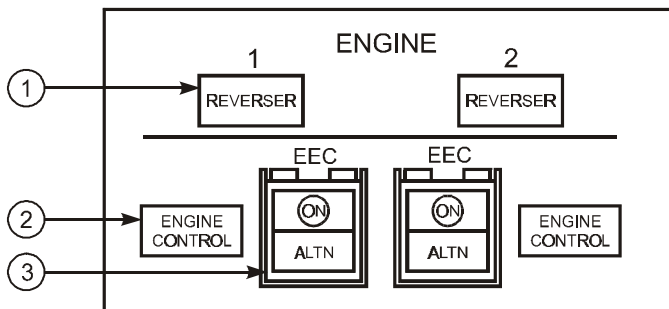 ENGINE
1 2
① REVERSER REVERSER
EEC EEC
ON ON
② ENGINE CONTROL ENGINE CONTROL
ALTN ALTN
③